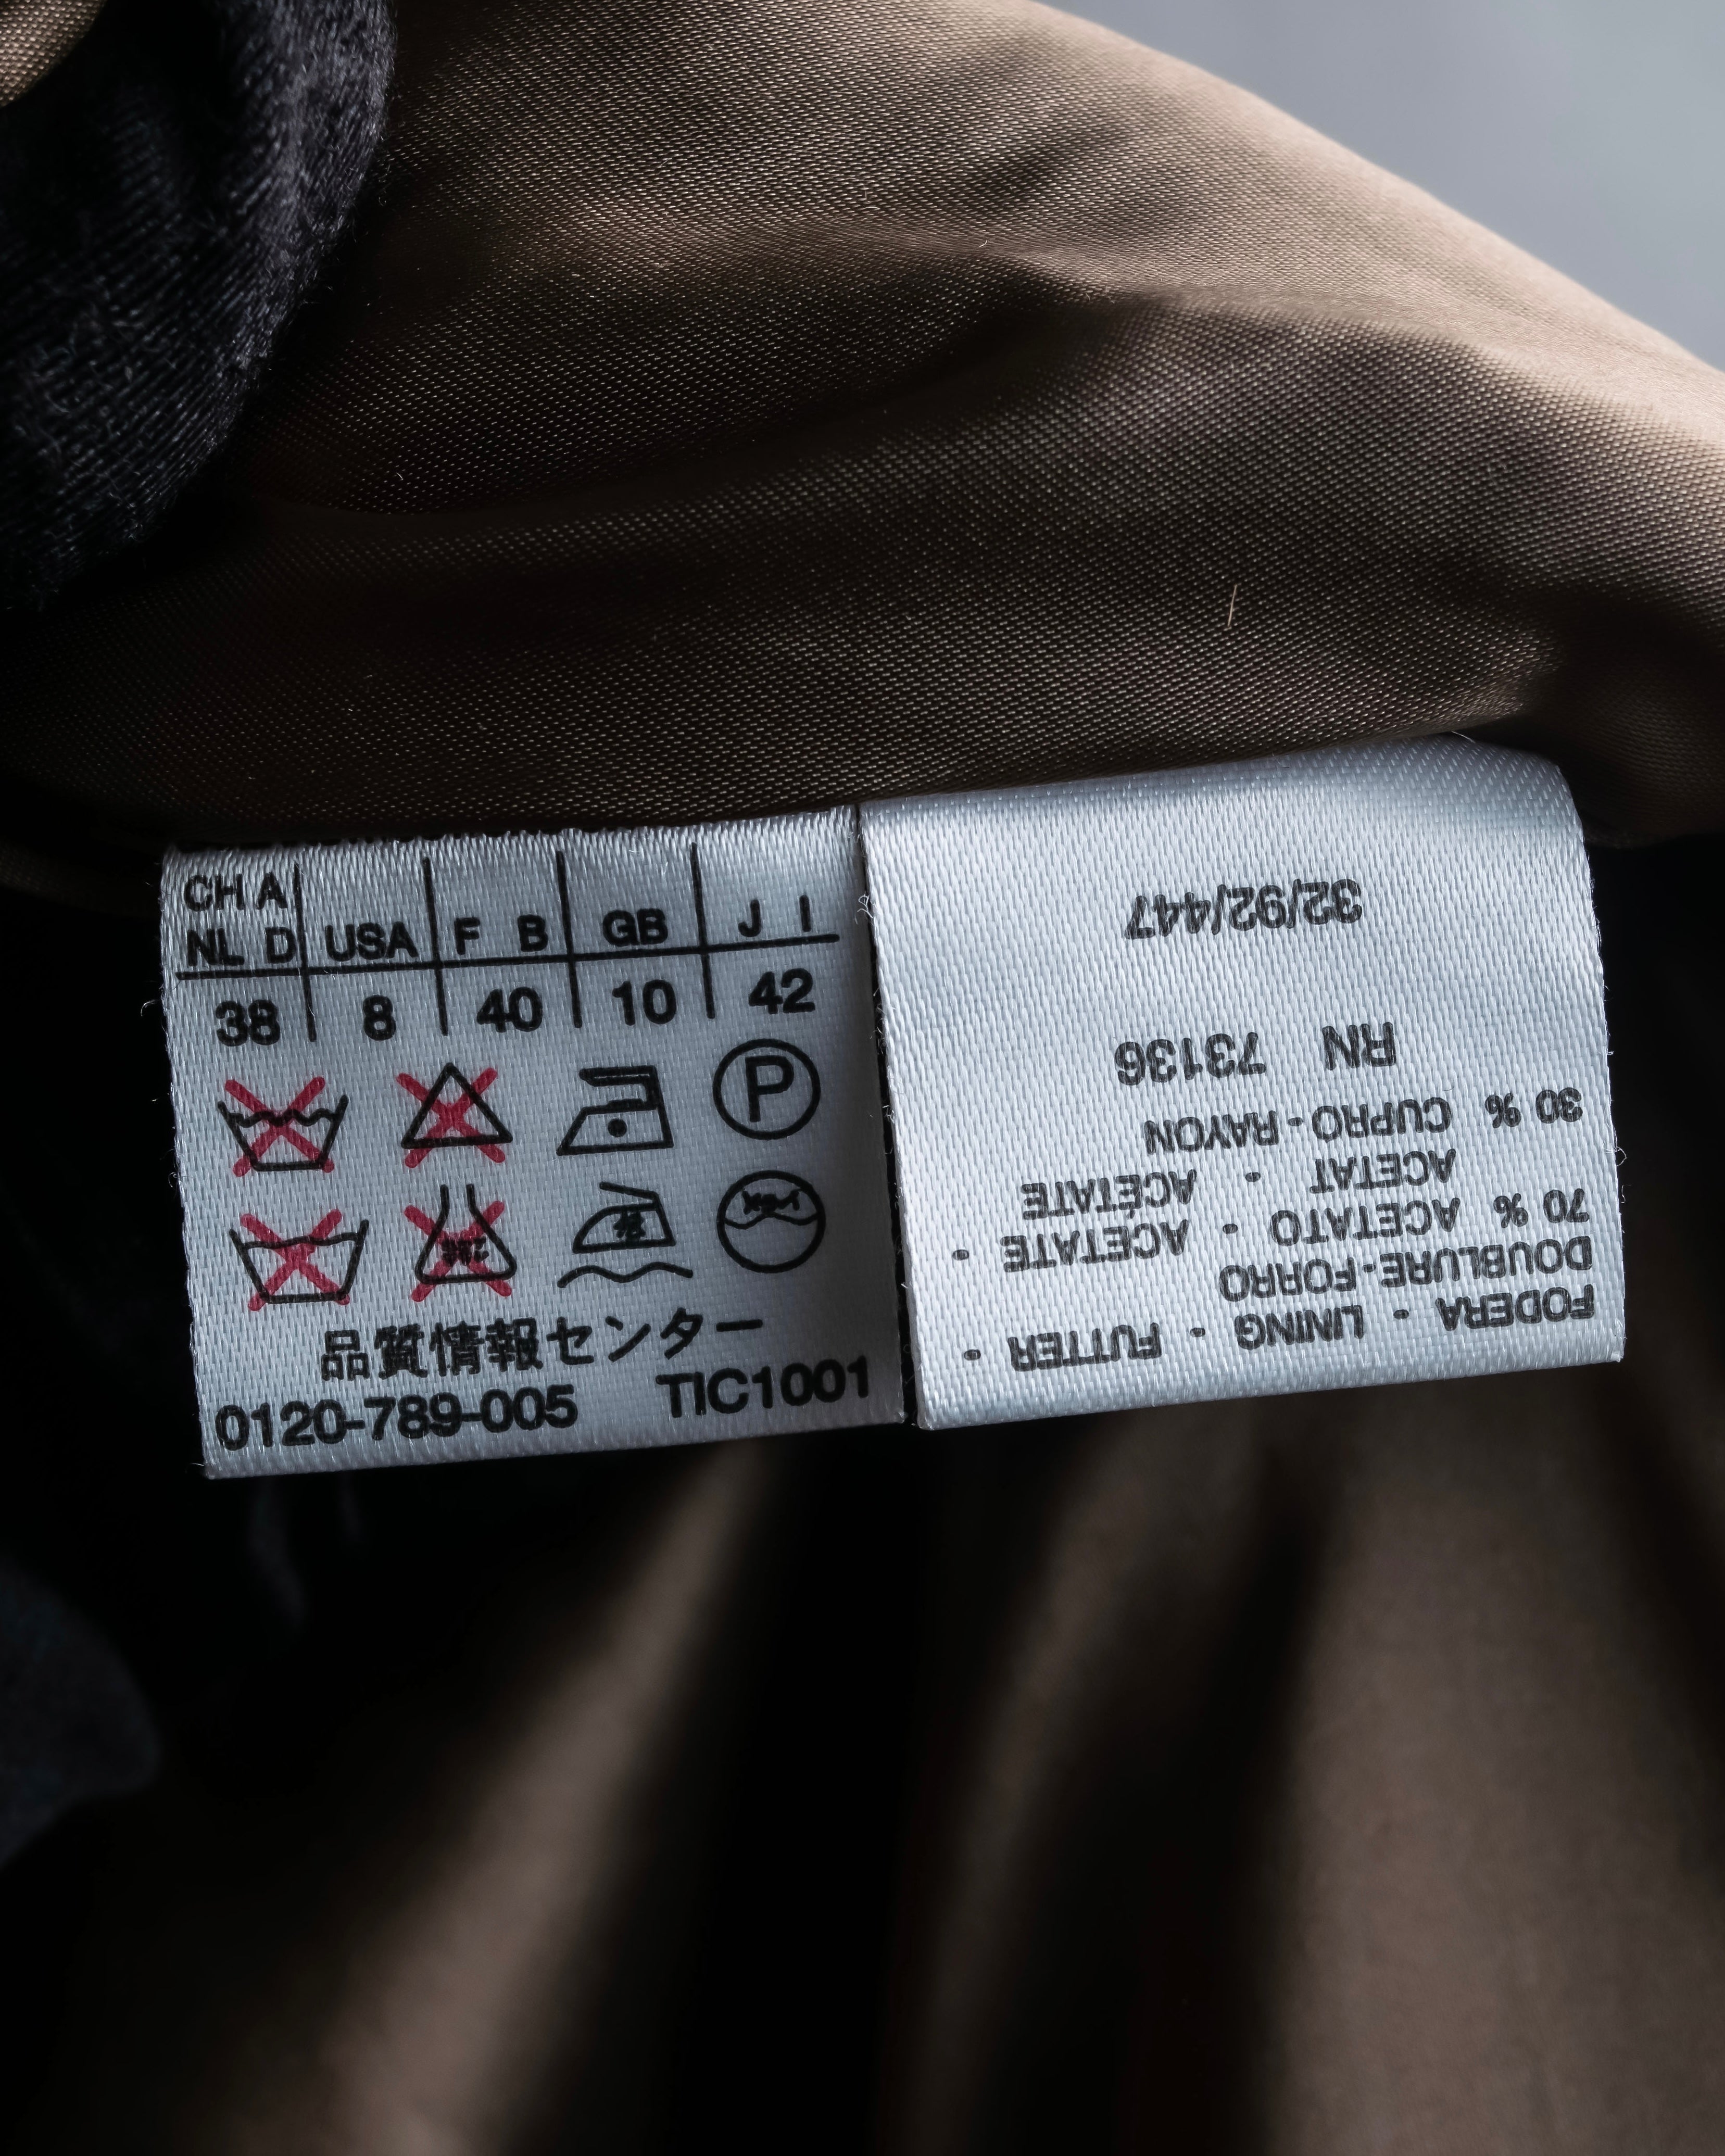 CH A
NL D USA F B GB J I
38 8 40 10 42
P
品質情報センター
0120-789-005 TIC1001
FODERA - LINING - FUTTER -
DOUBLURE-FORRO
70 % ACETATO - ACETATE -
ACETAT - ACÉTATE
30 % CUPRO-RAYON
RN 73136
32/92/447